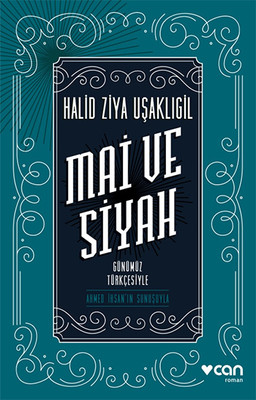 HALİD ZİYA UŞAKLIGİL
MAİ VE
SİYAH
GÜNÜMÜZ
TÜRKÇESİYLE
AHMED İHSAN'IN SUNUŞUYLA
can
roman